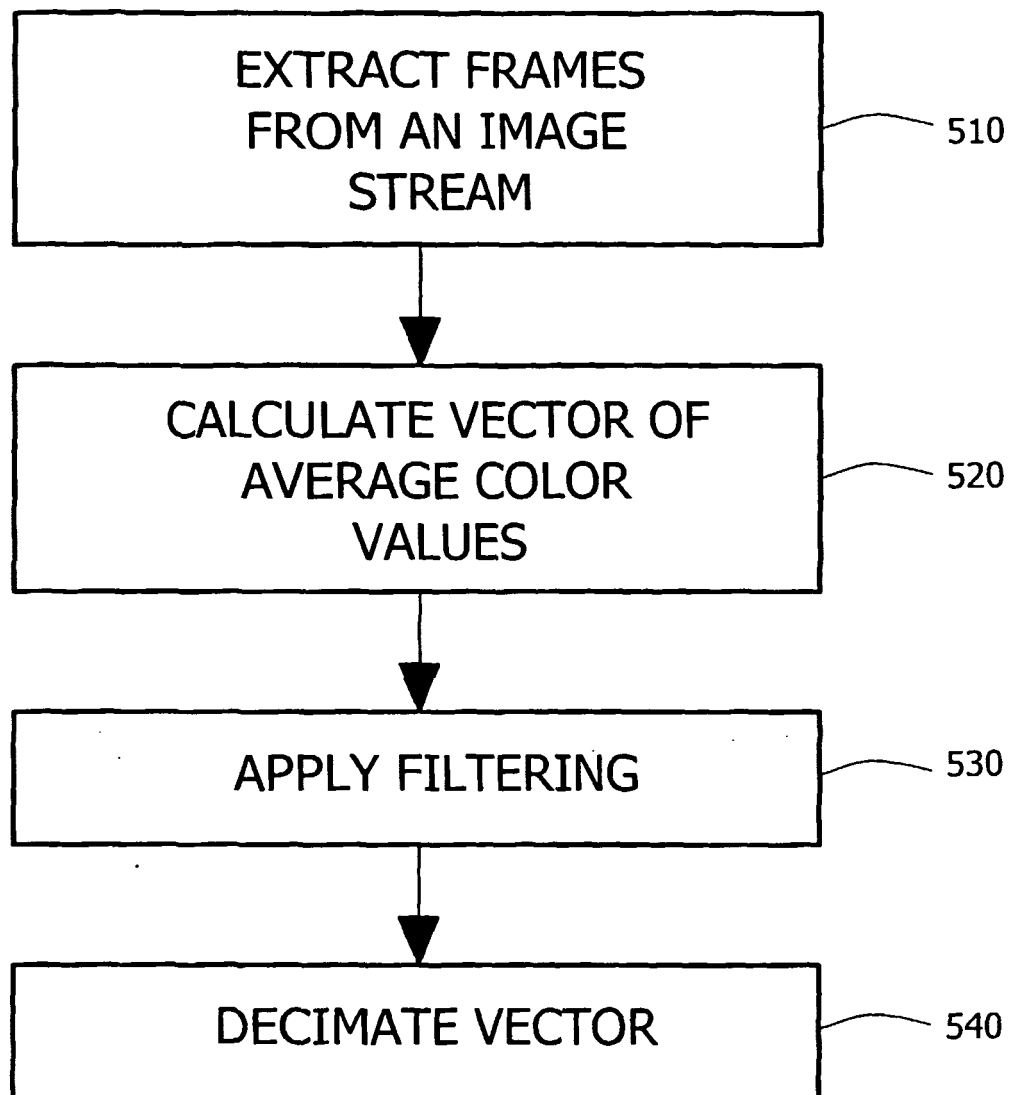 EXTRACT FRAMES
FROM AN IMAGE
STREAM
510
CALCULATE VECTOR OF
AVERAGE COLOR
VALUES
520
APPLY FILTERING
530
DECIMATE VECTOR
540